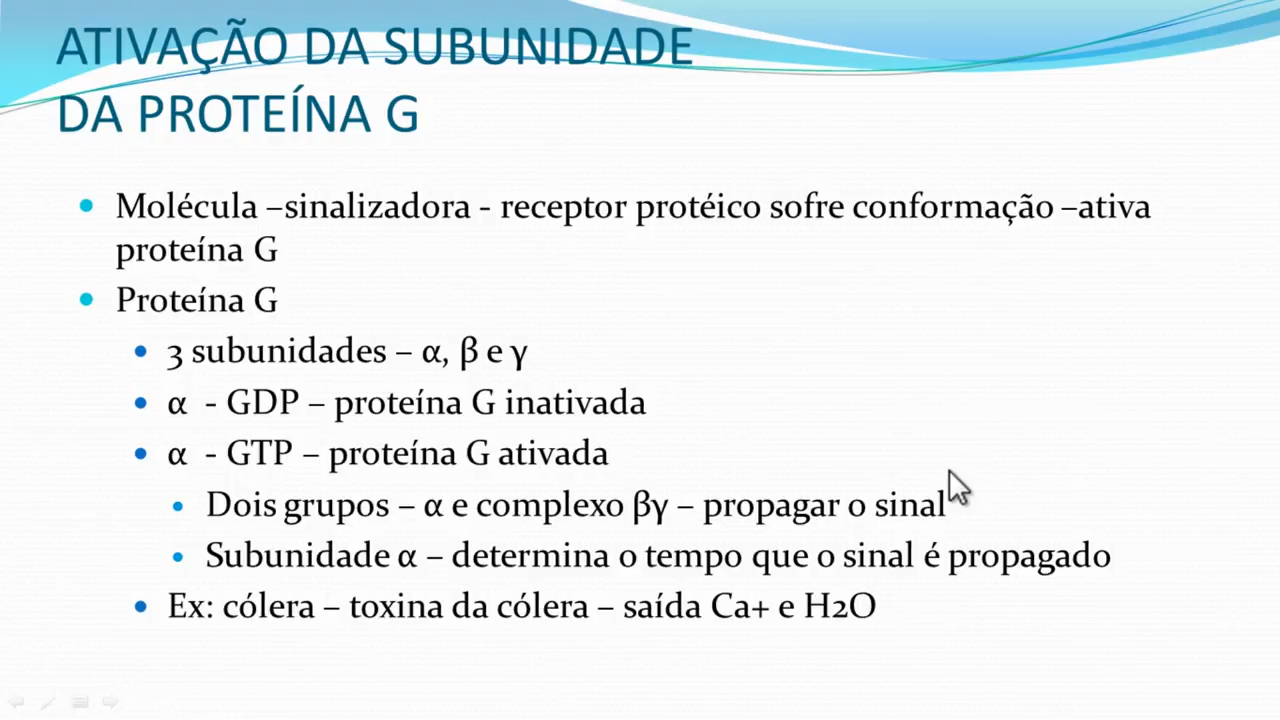 ATIVAÇÃO DA SUBUNIDADE
DA PROTEÍNA G
Molécula –sinalizadora - receptor protéico sofre conformação –ativa
proteína G
Proteína G
3 subunidades – α, β e γ
α - GDP – proteína G inativada
α - GTP – proteína G ativada
Dois grupos – α e complexo βγ – propagar o sinal
Subunidade α – determina o tempo que o sinal é propagado
Ex: cólera – toxina da cólera – saída Ca+ e H2O